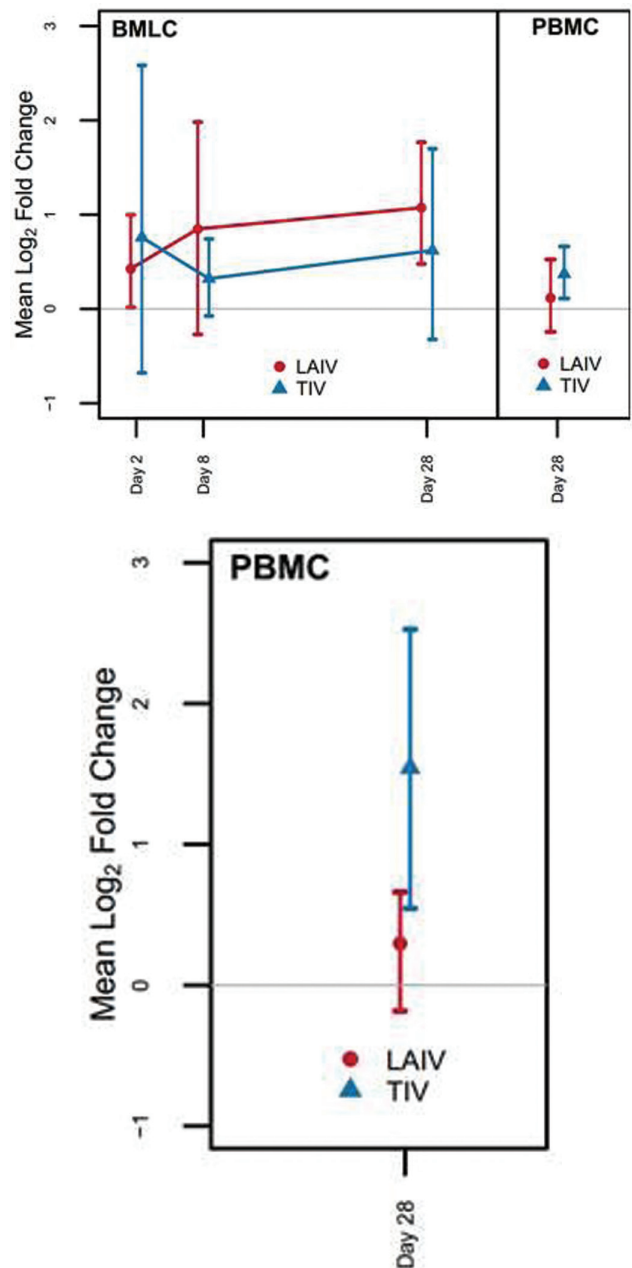 BMLC
PBMC
Mean Log₂ Fold Change
3
2
1
0
−1
LAIV
TIV
LAIV
TIV
Day 2
Day 8
Day 28
Day 28
PBMC
Mean Log₂ Fold Change
3
2
1
0
−1
LAIV
TIV
Day 28